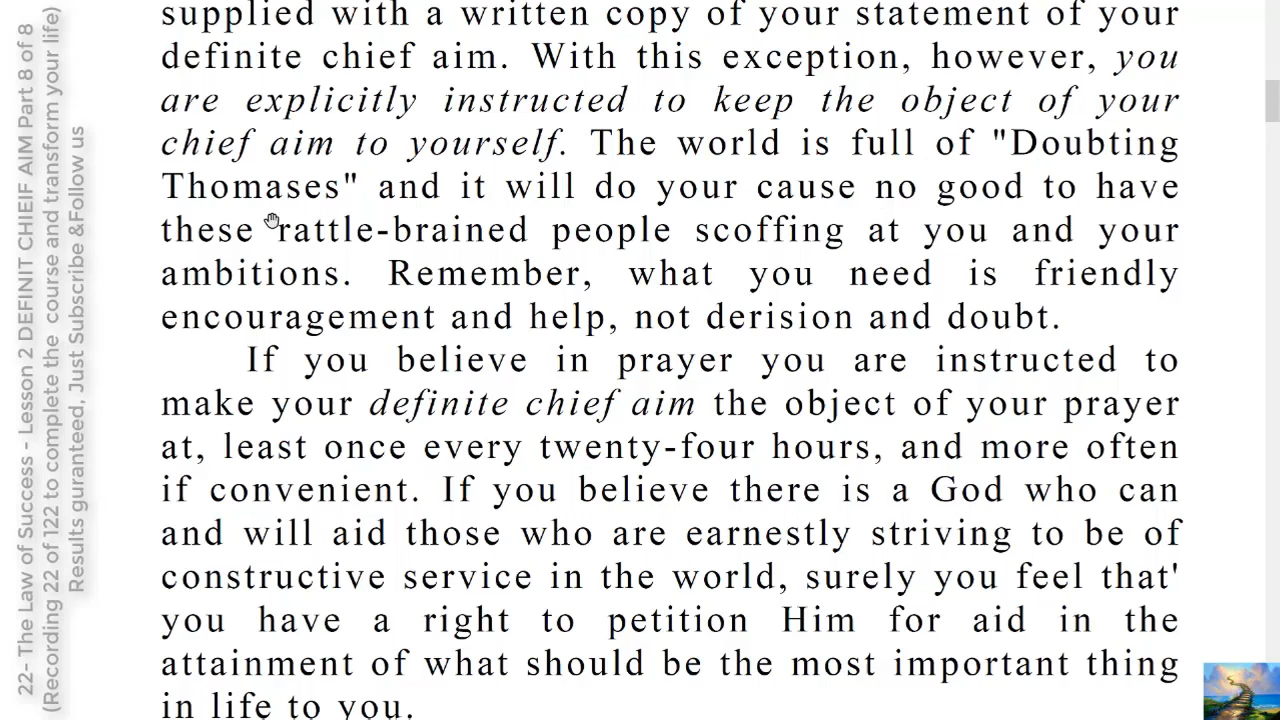 22- The Law of Success - Lesson 2 DEFINIT CHIEF AIM Part 8 of 8
(Recording 22 of 122 to complete the course and transform your life)
Results guranteed, Just Subscribe &Follow us
supplied with a written copy of your statement of your
definite chief aim. With this exception, however, you
are explicitly instructed to keep the object of your
chief aim to yourself. The world is full of "Doubting
Thomases" and it will do your cause no good to have
these rattle-brained people scoffing at you and your
ambitions. Remember, what you need is friendly
encouragement and help, not derision and doubt.
If you believe in prayer you are instructed to
make your definite chief aim the object of your prayer
at, least once every twenty-four hours, and more often
if convenient. If you believe there is a God who can
and will aid those who are earnestly striving to be of
constructive service in the world, surely you feel that'
you have a right to petition Him for aid in the
attainment of what should be the most important thing
in life to you.